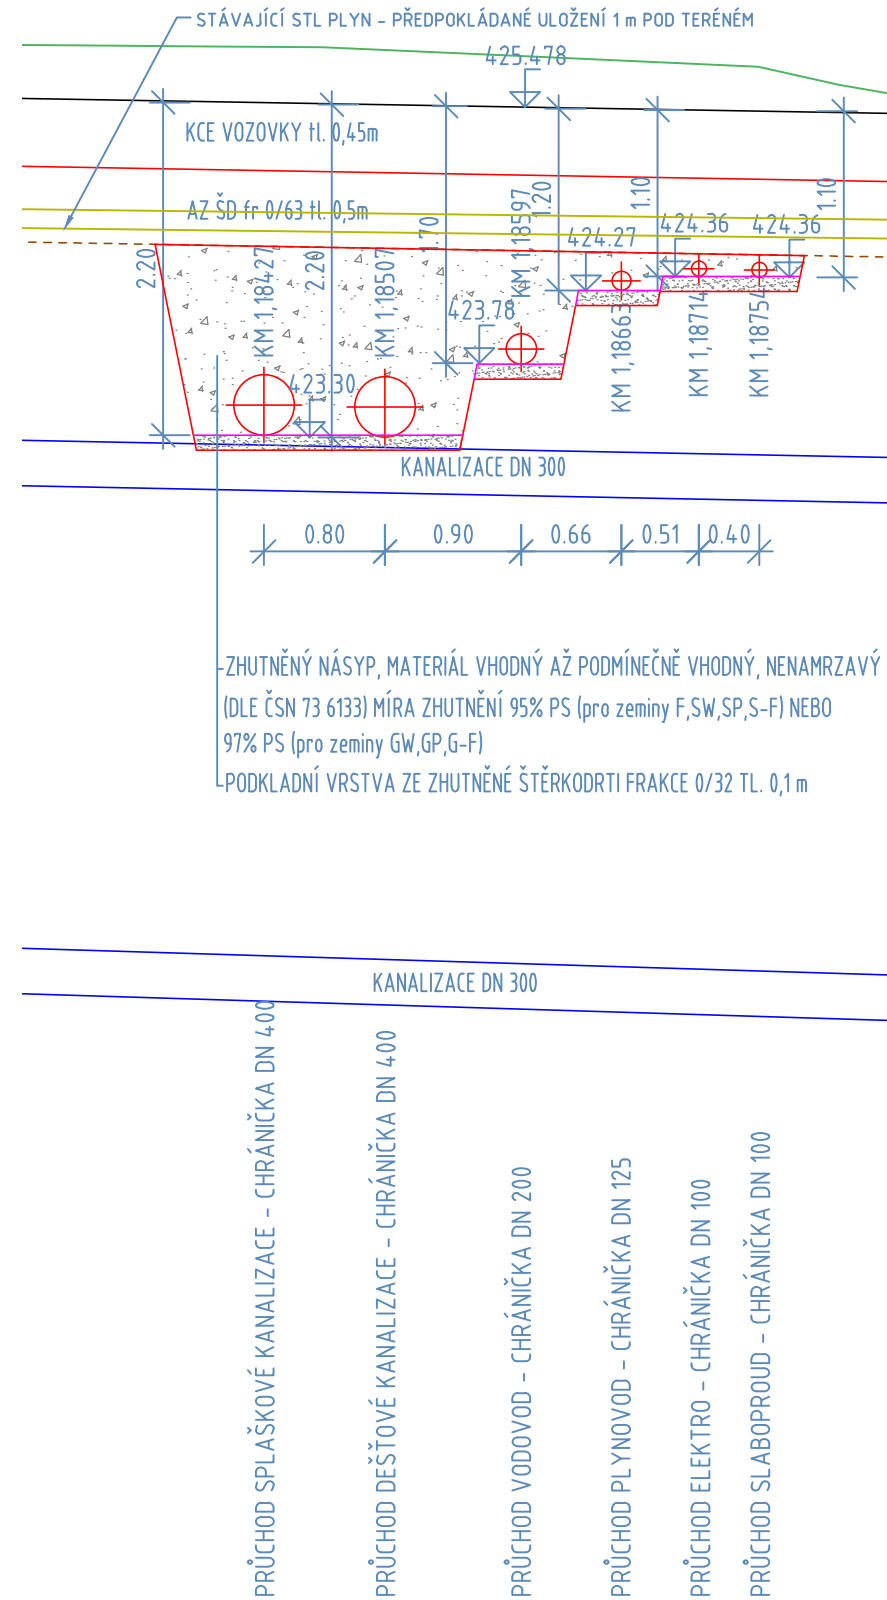 STÁVAJÍCÍ STL PLYN - PŘEDPOKLÁDANÉ ULOŽENÍ 1 m POD TERÉNÉM
425.478
KCE VOZOVKY tl. 0,45m
AZ ŠD fr 0/63 tl. 0,5m
2.20
2.20
1.70
1.20
1.10
1.10
KM 1,18427
KM 1,18507
KM 1,18597
KM 1,18663
KM 1,18714
KM 1,18754
424.27
424.36
424.36
423.78
423.30
KANALIZACE DN 300
0.80
0.90
0.66
0.51
0.40
ZHUTNĚNÝ NÁSYP, MATERIÁL VHODNÝ AŽ PODMÍNEČNĚ VHODNÝ, NENAMRZAVÝ
(DLE ČSN 73 6133) MÍRA ZHUTNĚNÍ 95% PS (pro zeminy F,SW,SP,S-F) NEBO
97% PS (pro zeminy GW,GP,G-F)
PODKLADNÍ VRSTVA ZE ZHUTNĚNÉ ŠTĚRKODRTI FRAKCE 0/32 TL. 0,1 m
KANALIZACE DN 300
PRŮCHOD SPLAŠKOVÉ KANALIZACE - CHRÁNIČKA DN 400
PRŮCHOD DEŠŤOVÉ KANALIZACE - CHRÁNIČKA DN 400
PRŮCHOD VODOVOD - CHRÁNIČKA DN 200
PRŮCHOD PLYNOVOD - CHRÁNIČKA DN 125
PRŮCHOD ELEKTRO - CHRÁNIČKA DN 100
PRŮCHOD SLABOPROUD - CHRÁNIČKA DN 100